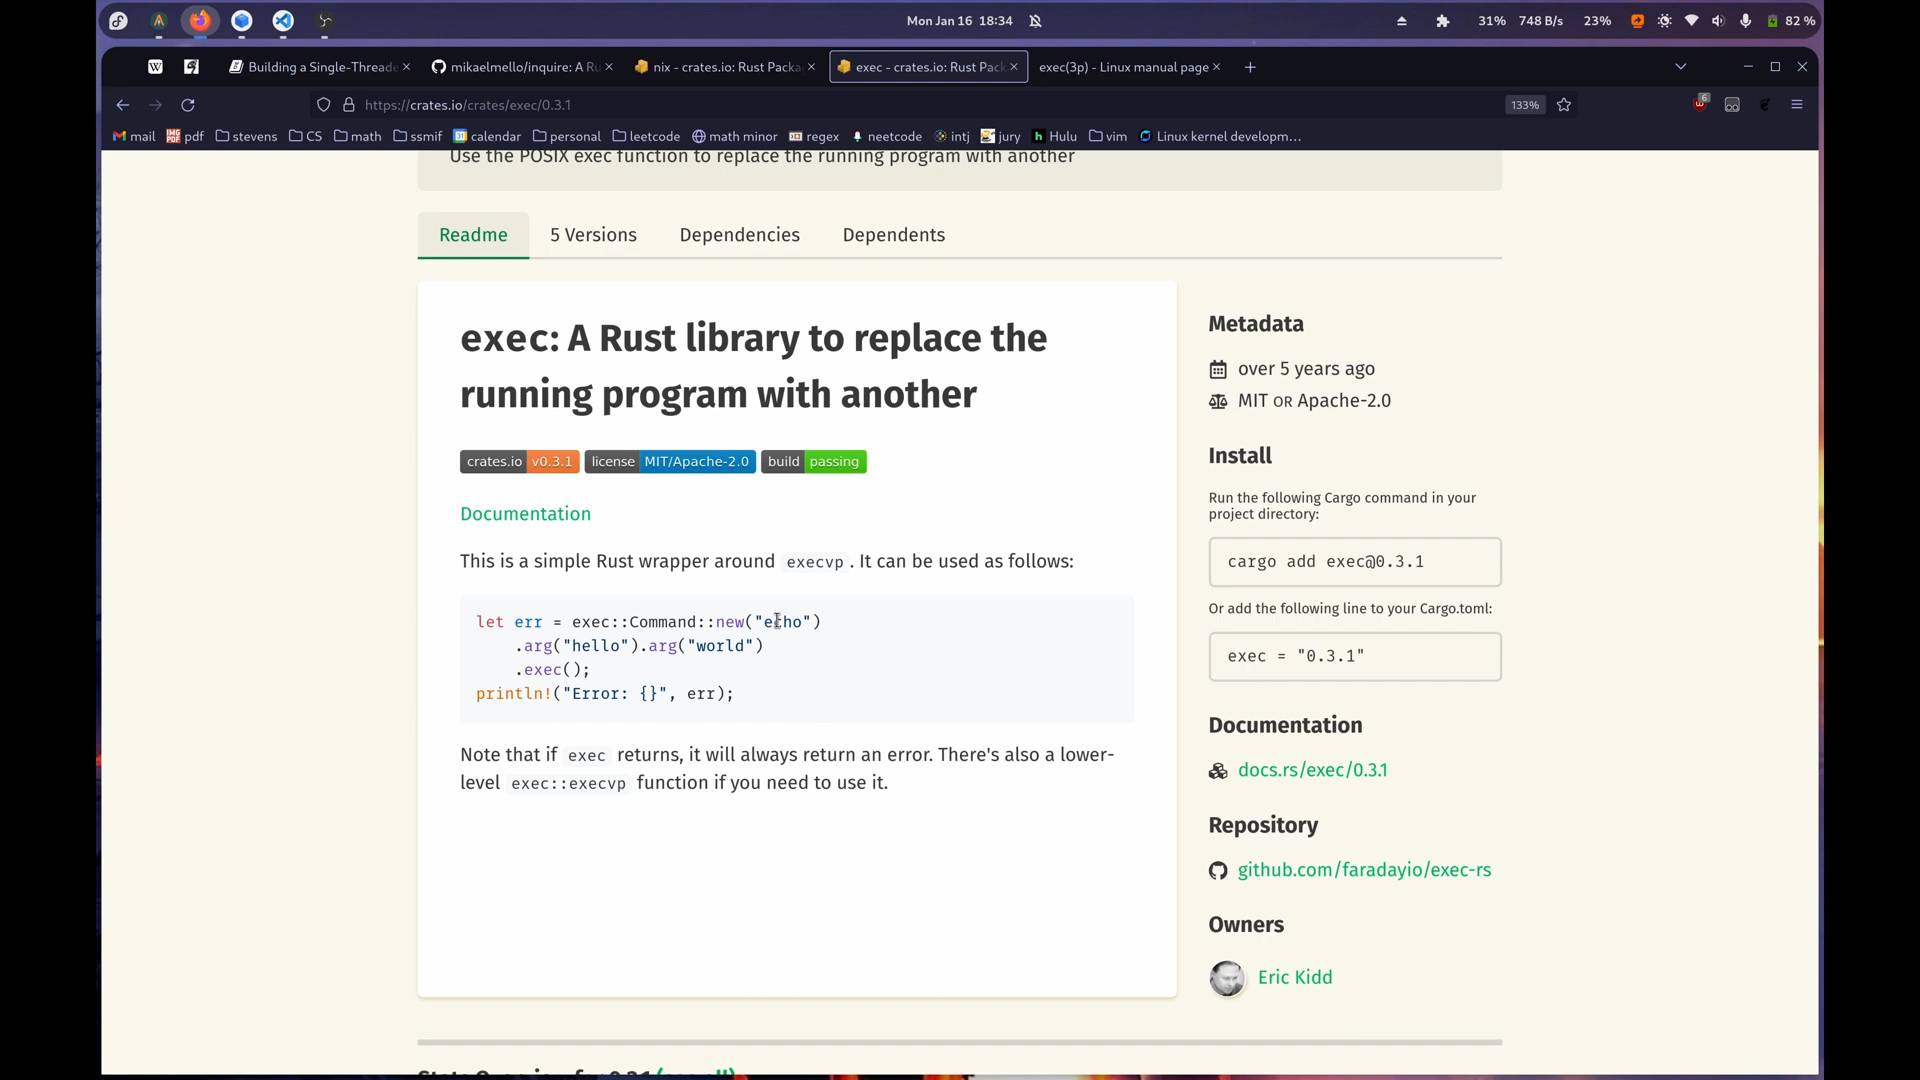 Mon Jan 16 18:34
31% 748 B/s 23% 82 %
Building a Single-Threade
mikaelmello/inquire: A Ru
nix - crates.io: Rust Packa
exec - crates.io: Rust Pack
exec(3p) - Linux manual page
https://crates.io/crates/exec/0.3.1
133%
6
mail pdf stevens CS math ssmif calendar personal leetcode math minor regex neetcode intj jury Hulu vim Linux kernel developm…
Use the POSIX exec function to replace the running program with another
Readme 5 Versions Dependencies Dependents
exec: A Rust library to replace the
running program with another
crates.io v0.3.1 license MIT/Apache-2.0 build passing
Documentation
This is a simple Rust wrapper around execvp. It can be used as follows:
let err = exec::Command::new("echo")
    .arg("hello").arg("world")
    .exec();
println!("Error: {}", err);
Note that if exec returns, it will always return an error. There's also a lower-
level exec::execvp function if you need to use it.
Metadata
over 5 years ago
MIT OR Apache-2.0
Install
Run the following Cargo command in your
project directory:
cargo add exec@0.3.1
Or add the following line to your Cargo.toml:
exec = "0.3.1"
Documentation
docs.rs/exec/0.3.1
Repository
github.com/faradayio/exec-rs
Owners
Eric Kidd